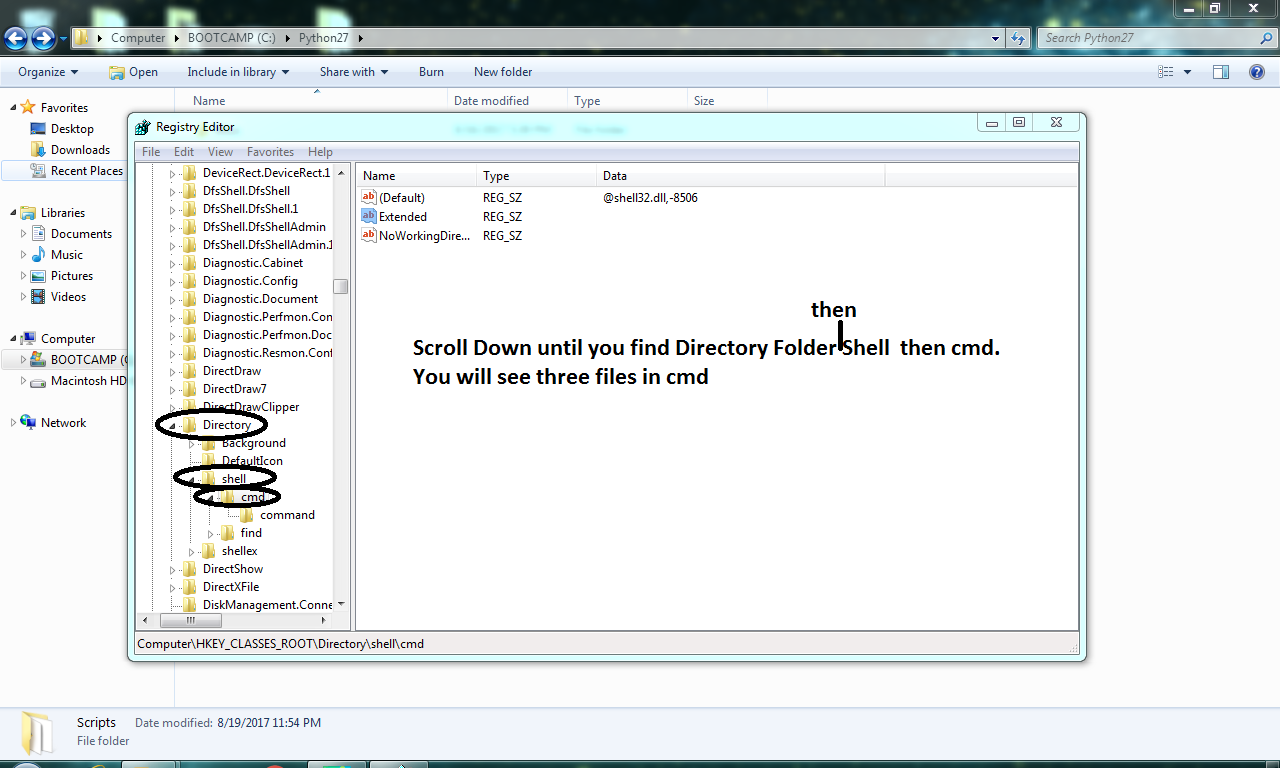 Computer ▸ BOOTCAMP (C:) ▸ Python27 ▸
Search Python27
Organize Open Include in library Share with Burn New folder
Name Date modified Type Size
Favorites
Desktop
Downloads
Recent Places
Libraries
Documents
Music
Pictures
Videos
Computer
BOOTCAMP (C
Macintosh HD
Network
Registry Editor
File Edit View Favorites Help
DeviceRect.DeviceRect.1
DfsShell.DfsShell
DfsShell.DfsShell.1
DfsShell.DfsShellAdmin
DfsShell.DfsShellAdmin.1
Diagnostic.Cabinet
Diagnostic.Config
Diagnostic.Document
Diagnostic.Perfmon.Con
Diagnostic.Perfmon.Doc
Diagnostic.Resmon.Conf
DirectDraw
DirectDraw7
DirectDrawClipper
Directory
Background
DefaultIcon
shell
cmd
command
find
shellex
DirectShow
DirectXFile
DiskManagement.Conne
Name Type Data
(Default) REG_SZ @shell32.dll,-8506
Extended REG_SZ
NoWorkingDire... REG_SZ
then
Scroll Down until you find Directory Folder Shell then cmd.
You will see three files in cmd
Computer\HKEY_CLASSES_ROOT\Directory\shell\cmd
Scripts Date modified: 8/19/2017 11:54 PM
File folder